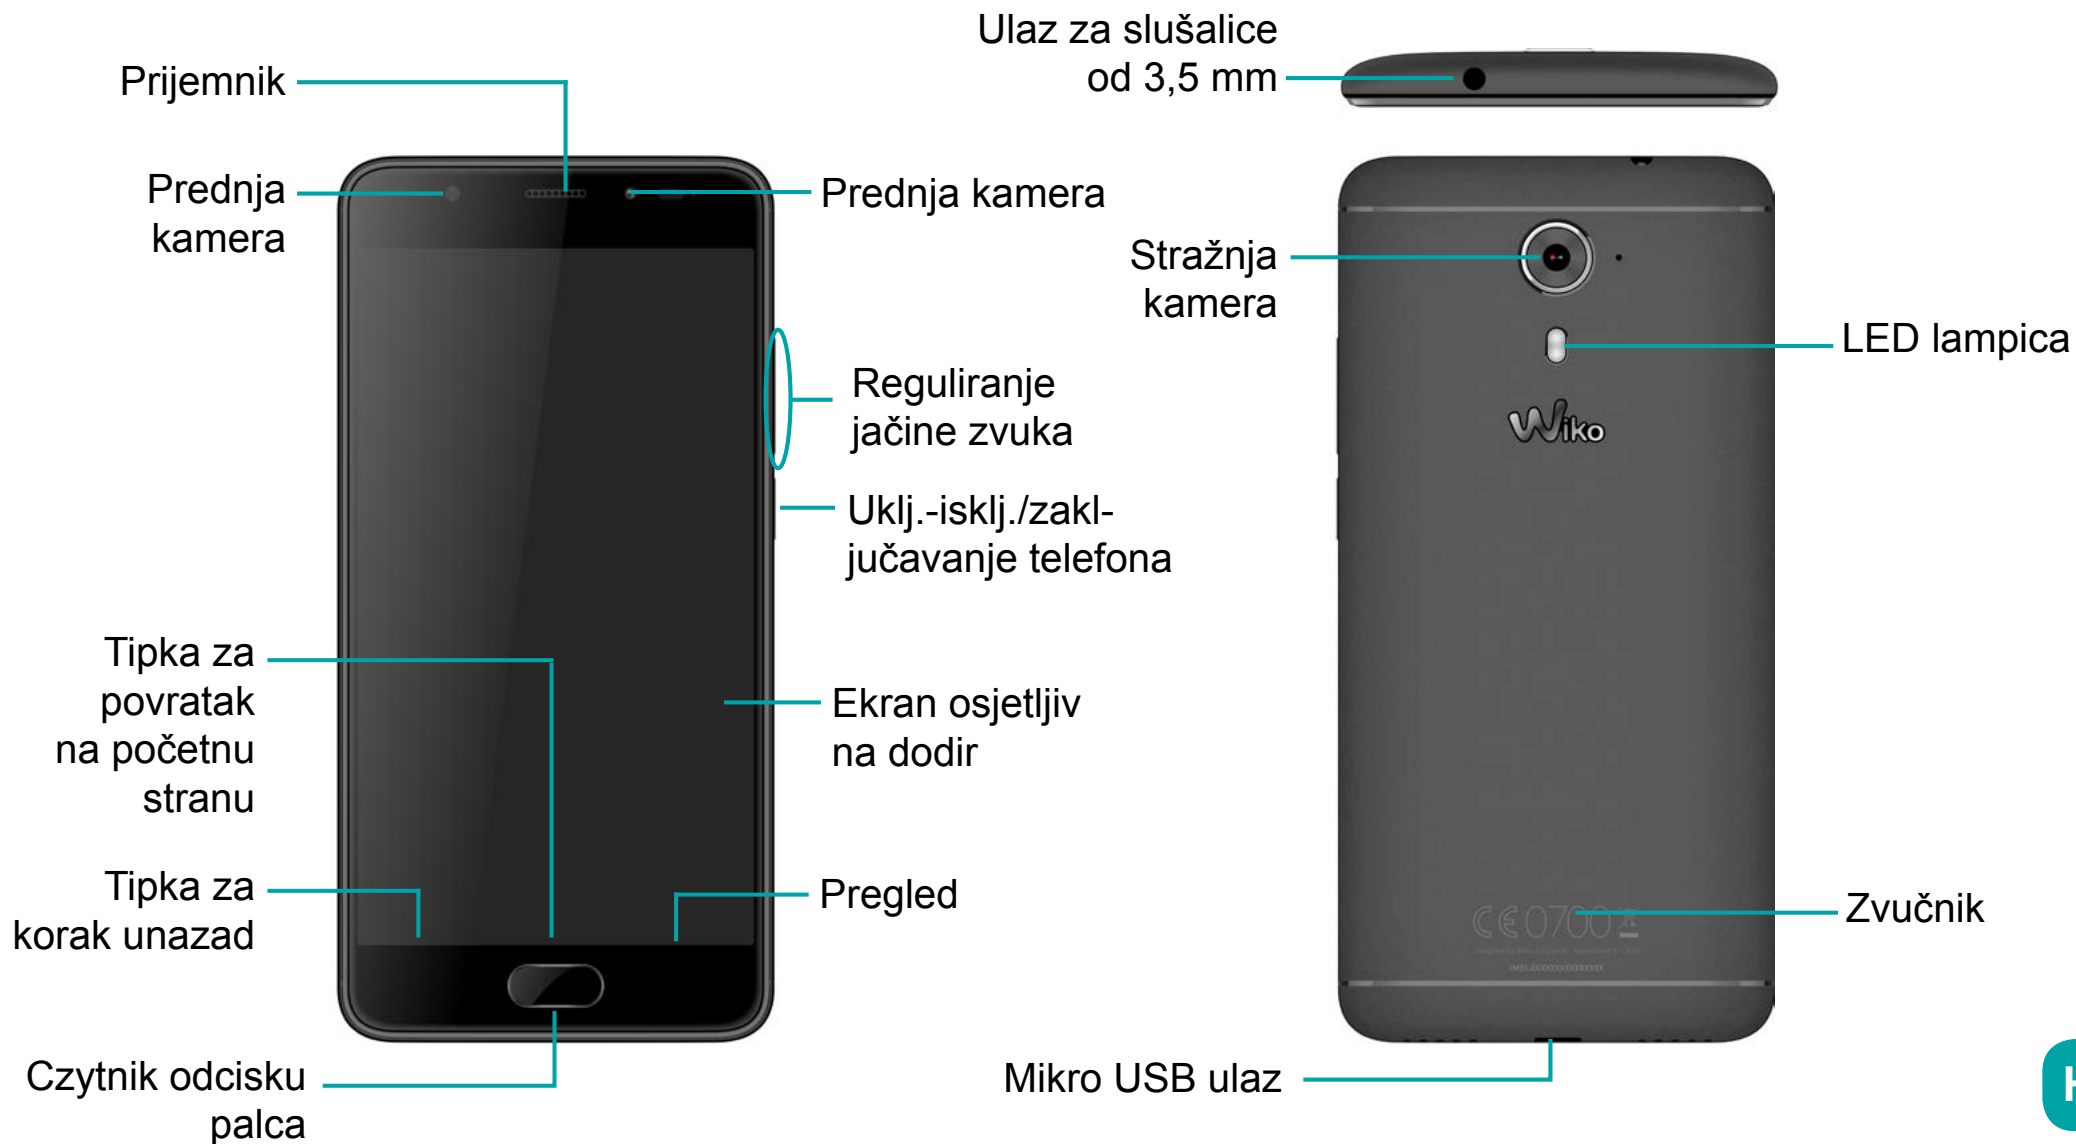 Ulaz za slušalice
od 3,5 mm
Prijemnik
Prednja
kamera
Prednja kamera
Stražnja
kamera
LED lampica
Reguliranje
jačine zvuka
Wiko
Uklj.-isklj./zakl-
jučavanje telefona
Tipka za
povratak
na početnu
stranu
Ekran osjetljiv
na dodir
Tipka za
korak unazad
Pregled
CE0700
Zvučnik
Czytnik odcisku
palca
Mikro USB ulaz